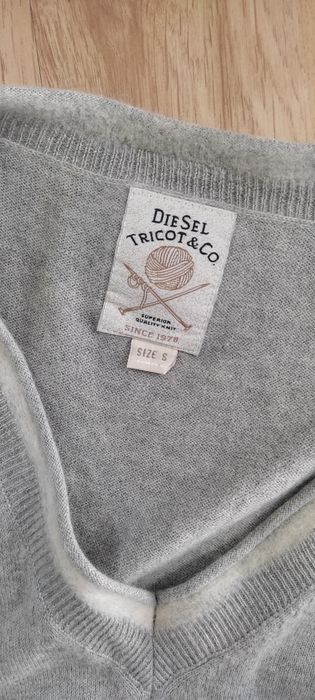 DIESEL
TRICOT & CO.
SUPERIOR
QUALITY KNIT
SINCE 1978
SIZE S